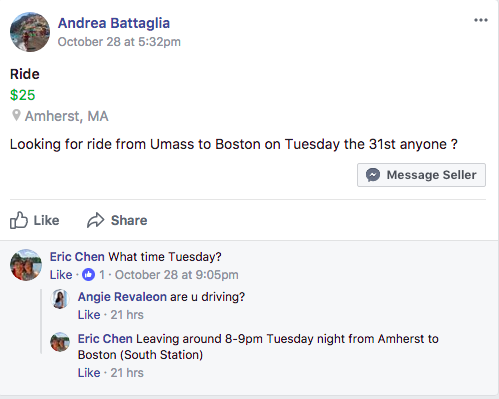 Andrea Battaglia
October 28 at 5:32pm
Ride
$25
Amherst, MA
Looking for ride from Umass to Boston on Tuesday the 31st anyone ?
Message Seller
Like Share
Eric Chen What time Tuesday?
Like · 1 · October 28 at 9:05pm
Angie Revaleon are u driving?
Like · 21 hrs
Eric Chen Leaving around 8-9pm Tuesday night from Amherst to
Boston (South Station)
Like · 21 hrs